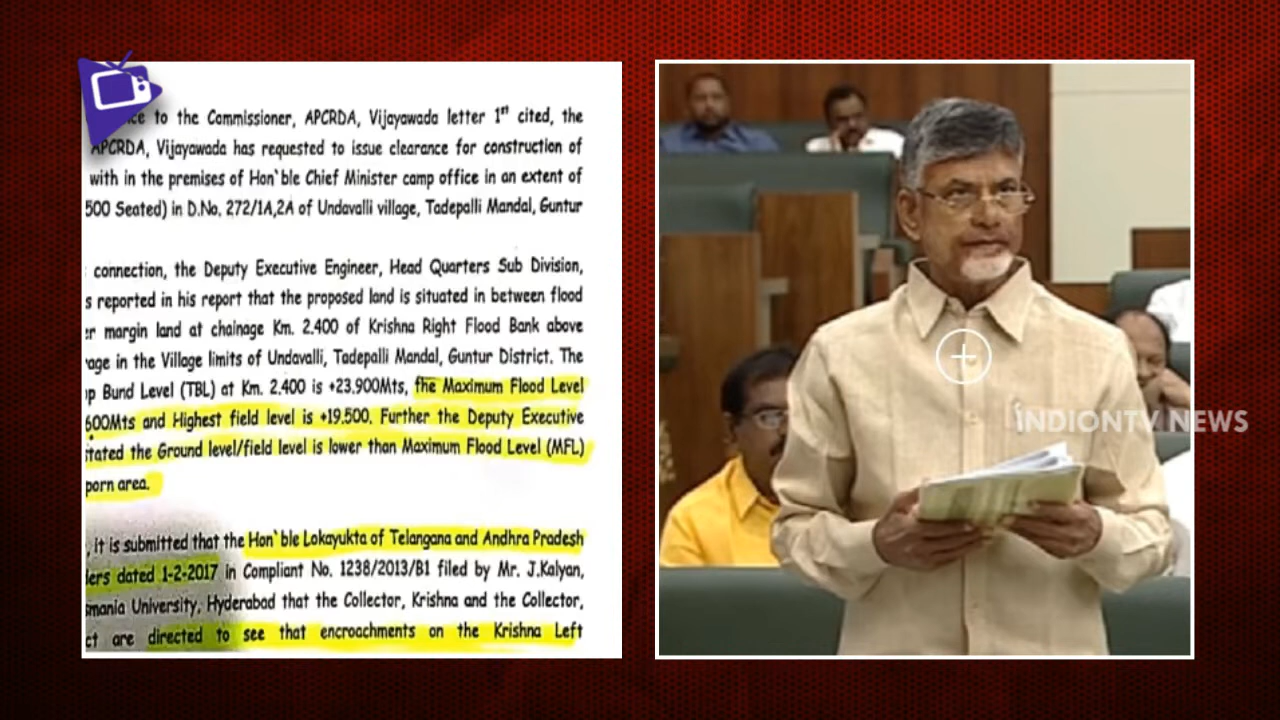 ce to the Commissioner, APCRDA, Vijayawada letter 1st cited, the
APCRDA, Vijayawada has requested to issue clearance for construction of
with in the premises of Hon`ble Chief Minister camp office in an extent of
500 Seated) in D.No. 272/1A,2A of Undavalli village, Tadepalli Mandal, Guntur
connection, the Deputy Executive Engineer, Head Quarters Sub Division,
s reported in his report that the proposed land is situated in between flood
er margin land at chainage Km. 2.400 of Krishna Right Flood Bank above
rage in the Village limits of Undavalli, Tadepalli Mandal, Guntur District. The
op Bund Level (TBL) at Km. 2.400 is +23.900Mts, the Maximum Flood Level
600Mts and Highest field level is +19.500. Further the Deputy Executive
tated the Ground level/field level is lower than Maximum Flood Level (MFL)
porn area.
, it is submitted that the Hon`ble Lokayukta of Telangana and Andhra Pradesh
ders dated 1-2-2017 in Compliant No. 1238/2013/B1 filed by Mr. J.Kalyan,
smania University, Hyderabad that the Collector, Krishna and the Collector,
ct are directed to see that encroachments on the Krishna Left
INDIONTV NEWS